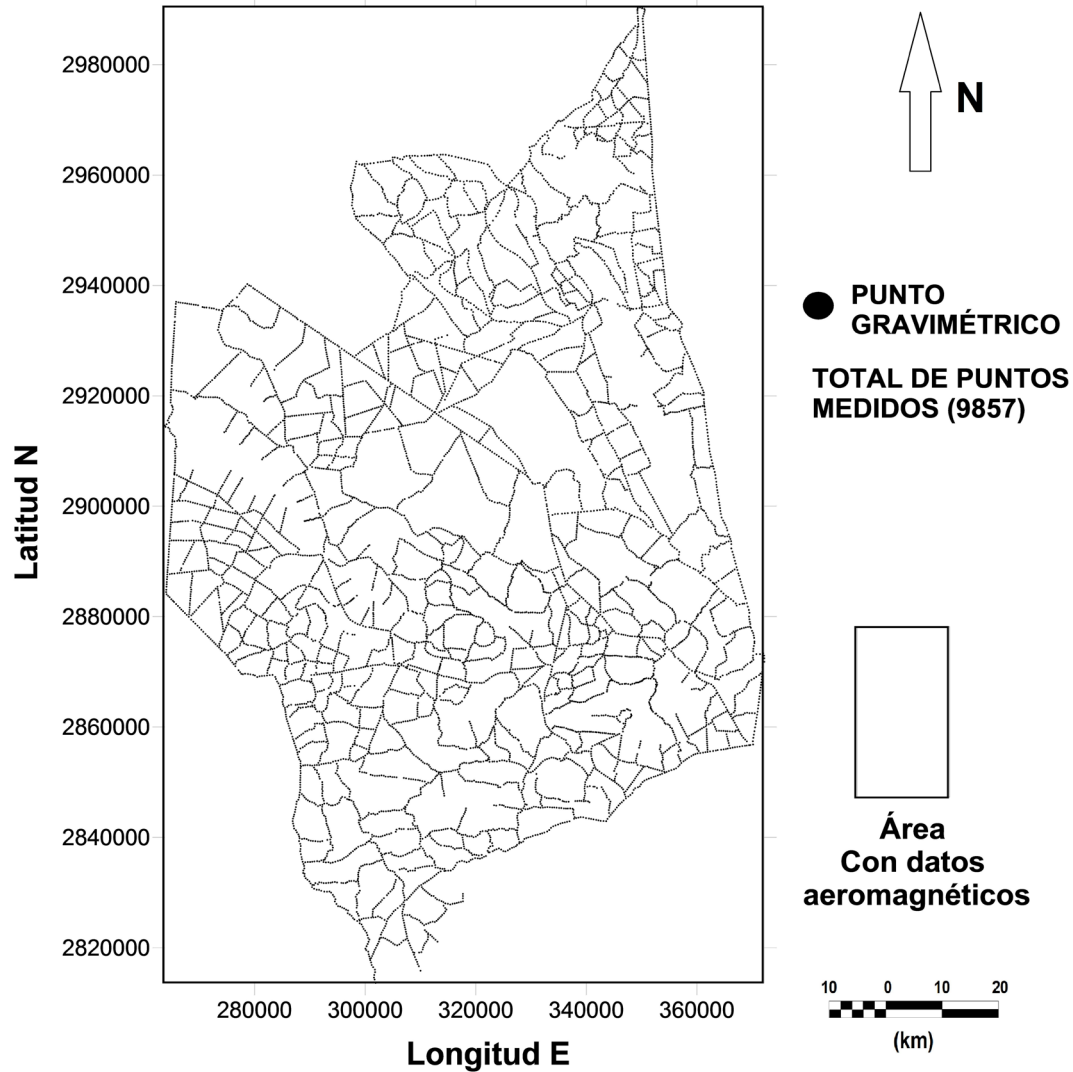 2980000
2960000
2940000
2920000
2900000
2880000
2860000
2840000
2820000
Latitud N
280000
300000
320000
340000
360000
Longitud E
N
PUNTO
GRAVIMÉTRICO
TOTAL DE PUNTOS
MEDIDOS (9857)
Área
Con datos
aeromagnéticos
10 0 10 20
(km)